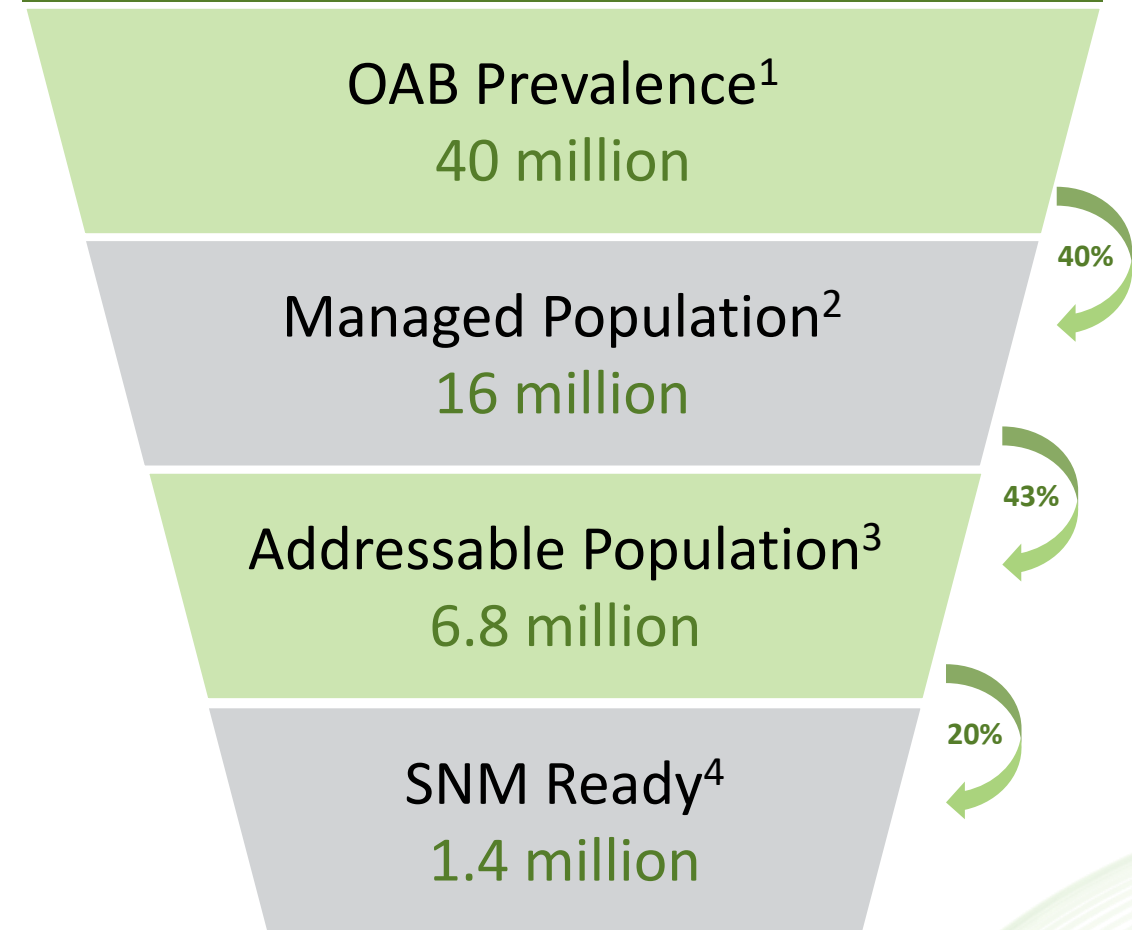 OAB Prevalence¹
40 million
40%
Managed Population²
16 million
43%
Addressable Population³
6.8 million
20%
SNM Ready⁴
1.4 million